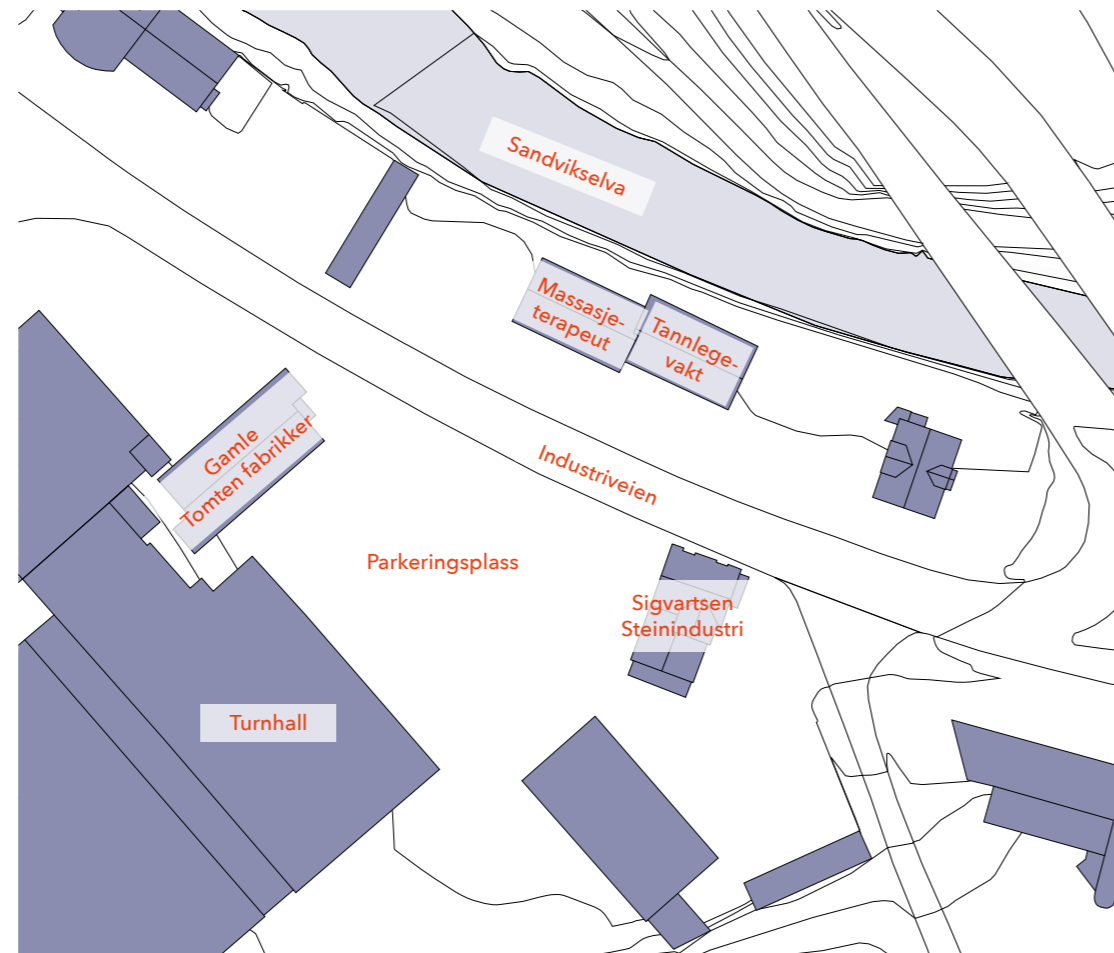 Sandvikselva
Massasje-
terapeut
Tannlege-
vakt
Gamle
Tomten fabrikker
Industriveien
Parkeringsplass
Sigvartsen
Steinindustri
Turnhall